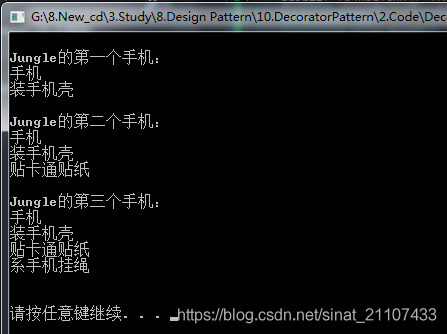 G:\8.New_cd\3.Study\8.Design Pattern\10.DecoratorPattern\2.Code\Deco
Jungle的第一个手机：
手机
装手机壳
Jungle的第二个手机：
手机
装手机壳
贴卡通贴纸
Jungle的第三个手机：
手机
装手机壳
贴卡通贴纸
系手机挂绳
请按任意键继续. . .
https://blog.csdn.net/sinat_21107433